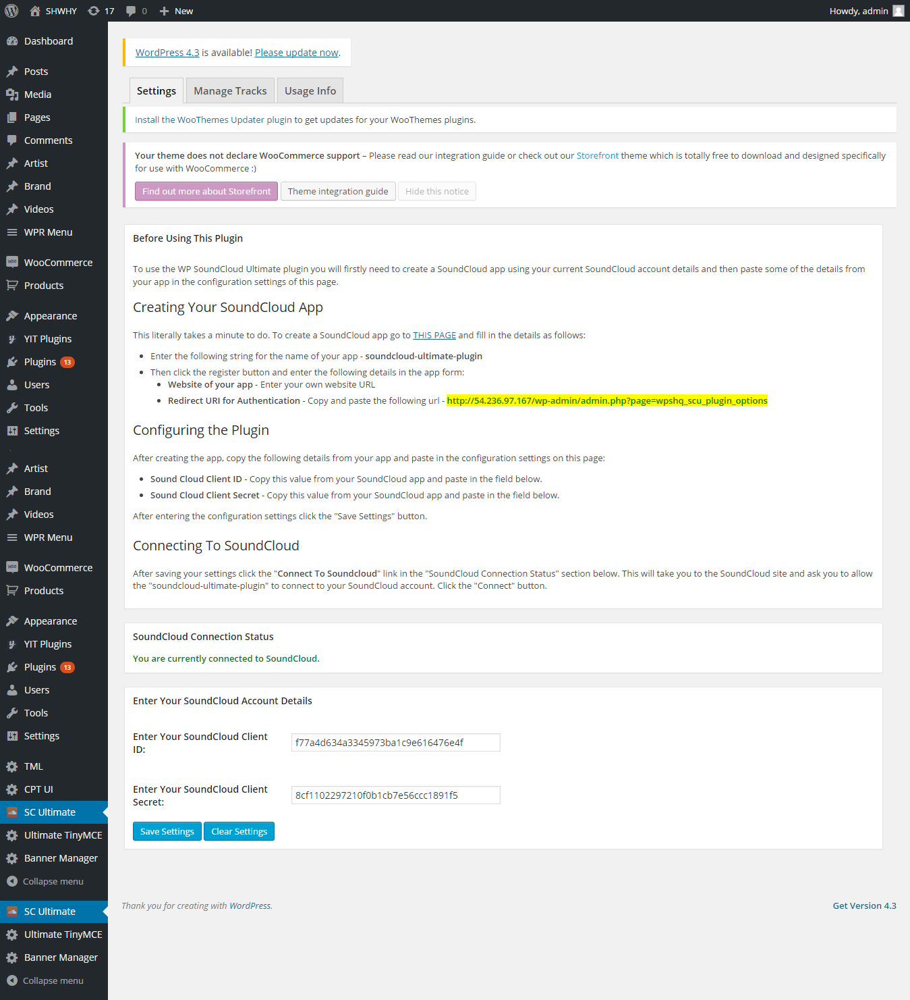 SHWHY 17 0 New Howdy, admin
Dashboard
Posts
Media
Pages
Comments
Artist
Brand
Videos
WPR Menu
WooCommerce
Products
Appearance
YIT Plugins
Plugins 13
Users
Tools
Settings
Artist
Brand
Videos
WPR Menu
WooCommerce
Products
Appearance
YIT Plugins
Plugins 13
Users
Tools
Settings
TML
CPT UI
SC Ultimate
Ultimate TinyMCE
Banner Manager
Collapse menu
SC Ultimate
Ultimate TinyMCE
Banner Manager
Collapse menu
WordPress 4.3 is available! Please update now.
Settings Manage Tracks Usage Info
Install the WooThemes Updater plugin to get updates for your WooThemes plugins.
Your theme does not declare WooCommerce support – Please read our integration guide or check out our Storefront theme which is totally free to download and designed specifically
for use with WooCommerce :)
Find out more about Storefront Theme integration guide Hide this notice
Before Using This Plugin
To use the WP SoundCloud Ultimate plugin you will firstly need to create a SoundCloud app using your current SoundCloud account details and then paste some of the details from
your app in the configuration settings of this page.
Creating Your SoundCloud App
This literally takes a minute to do. To create a SoundCloud app go to THIS PAGE and fill in the details as follows:
• Enter the following string for the name of your app - soundcloud-ultimate-plugin
• Then click the register button and enter the following details in the app form:
• Website of your app - Enter your own website URL
• Redirect URI for Authentication - Copy and paste the following url - http://54.236.97.167/wp-admin/admin.php?page=wpshq_scu_plugin_options
Configuring the Plugin
After creating the app, copy the following details from your app and paste in the configuration settings on this page:
• Sound Cloud Client ID - Copy this value from your SoundCloud app and paste in the field below.
• Sound Cloud Client Secret - Copy this value from your SoundCloud app and paste in the field below.
After entering the configuration settings click the "Save Settings" button.
Connecting To SoundCloud
After saving your settings click the "Connect To Soundcloud" link in the "SoundCloud Connection Status" section below. This will take you to the SoundCloud site and ask you to allow
the "soundcloud-ultimate-plugin" to connect to your SoundCloud account. Click the "Connect" button.
SoundCloud Connection Status
You are currently connected to SoundCloud.
Enter Your SoundCloud Account Details
Enter Your SoundCloud Client
ID:
f77a4d634a3345973ba1c9e616476e4f
Enter Your SoundCloud Client
Secret:
8cf1102297210f0b1cb7e56ccc1891f5
Save Settings Clear Settings
Thank you for creating with WordPress. Get Version 4.3